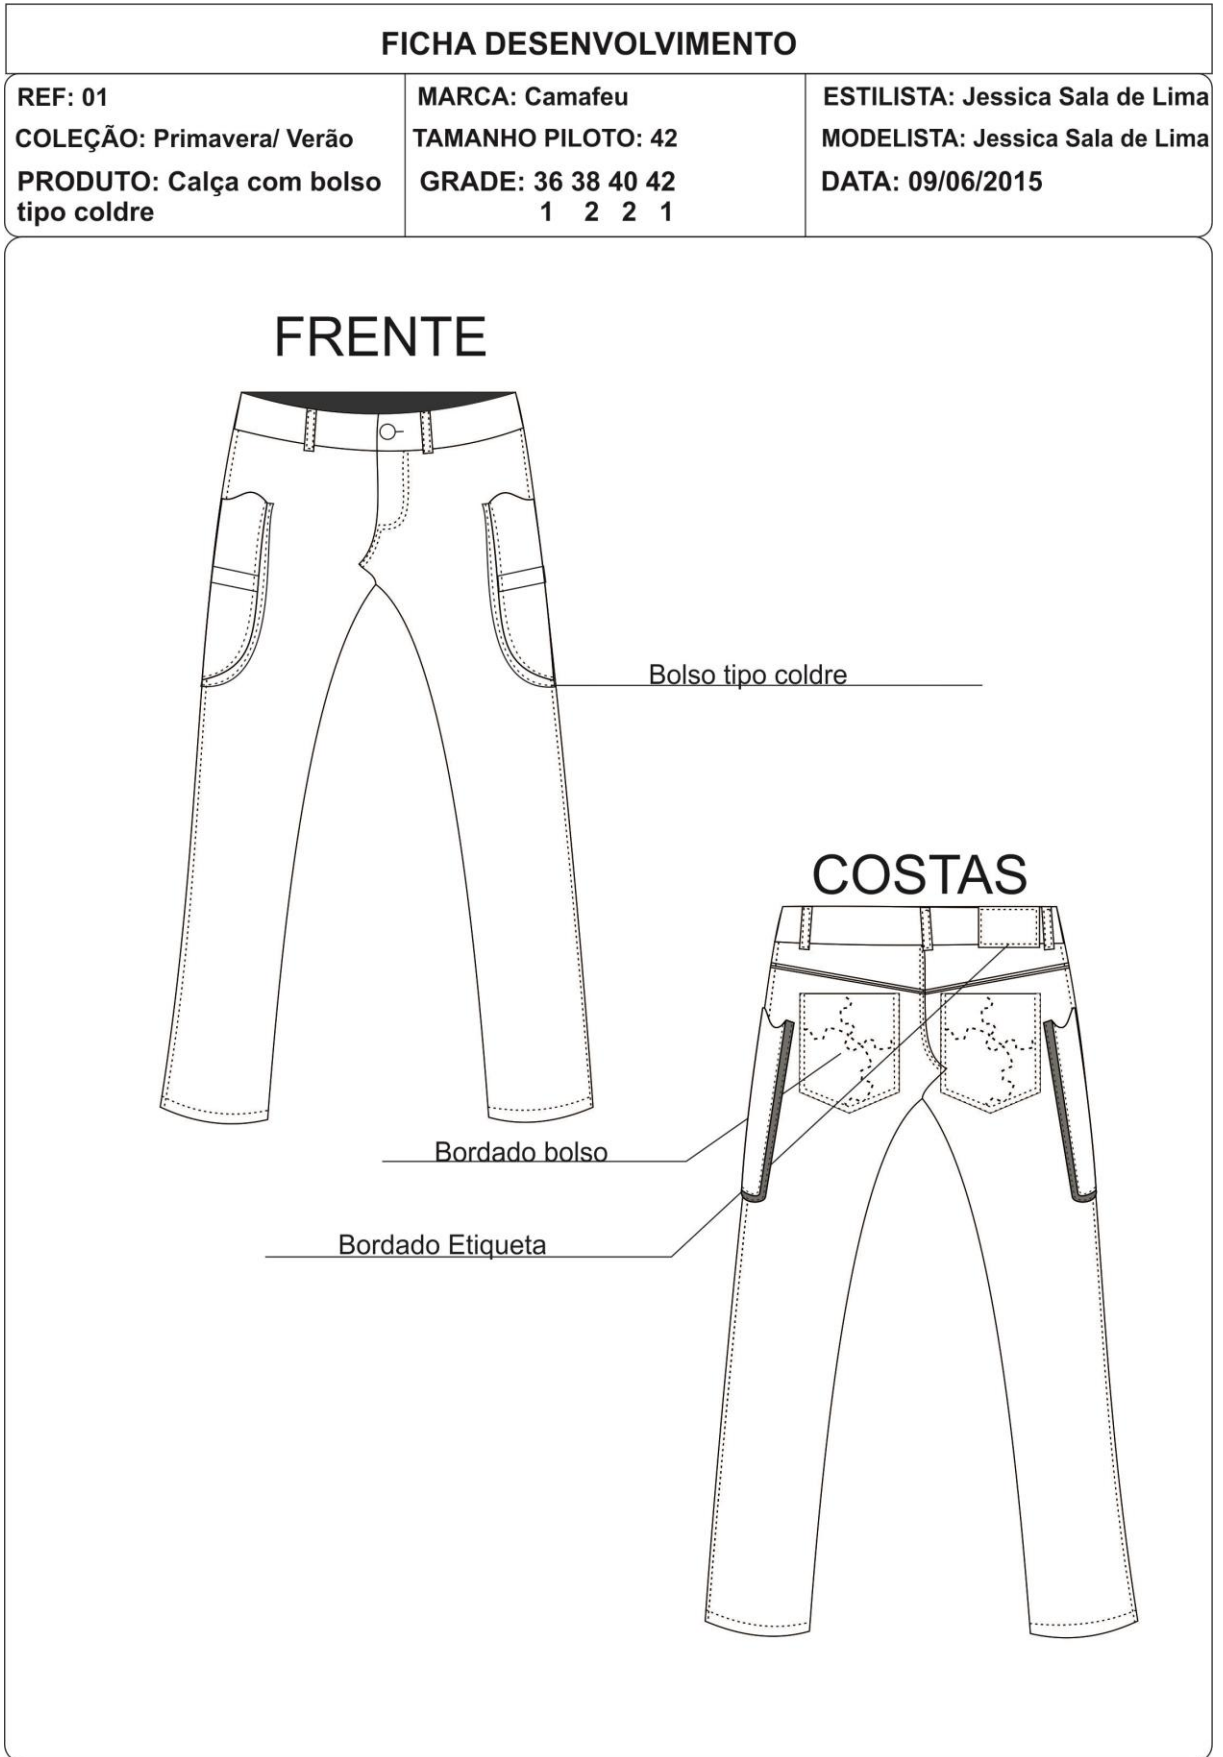 FICHA DESENVOLVIMENTO
REF: 01
COLEÇÃO: Primavera/ Verão
PRODUTO: Calça com bolso
tipo coldre
MARCA: Camafeu
TAMANHO PILOTO: 42
GRADE: 36 38 40 42
1 2 2 1
ESTILISTA: Jessica Sala de Lima
MODELISTA: Jessica Sala de Lima
DATA: 09/06/2015
FRENTE
Bolso tipo coldre
COSTAS
Bordado bolso
Bordado Etiqueta